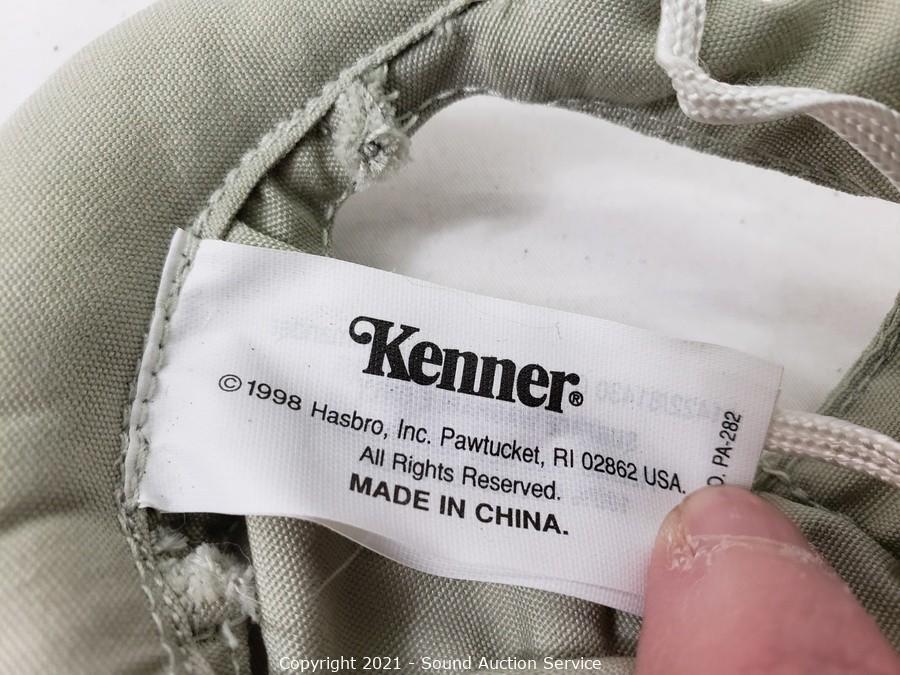 Kenner®
©1998 Hasbro, Inc. Pawtucket, RI 02862 USA.
All Rights Reserved.
MADE IN CHINA.
PA-282
Copyright 2021 - Sound Auction Service